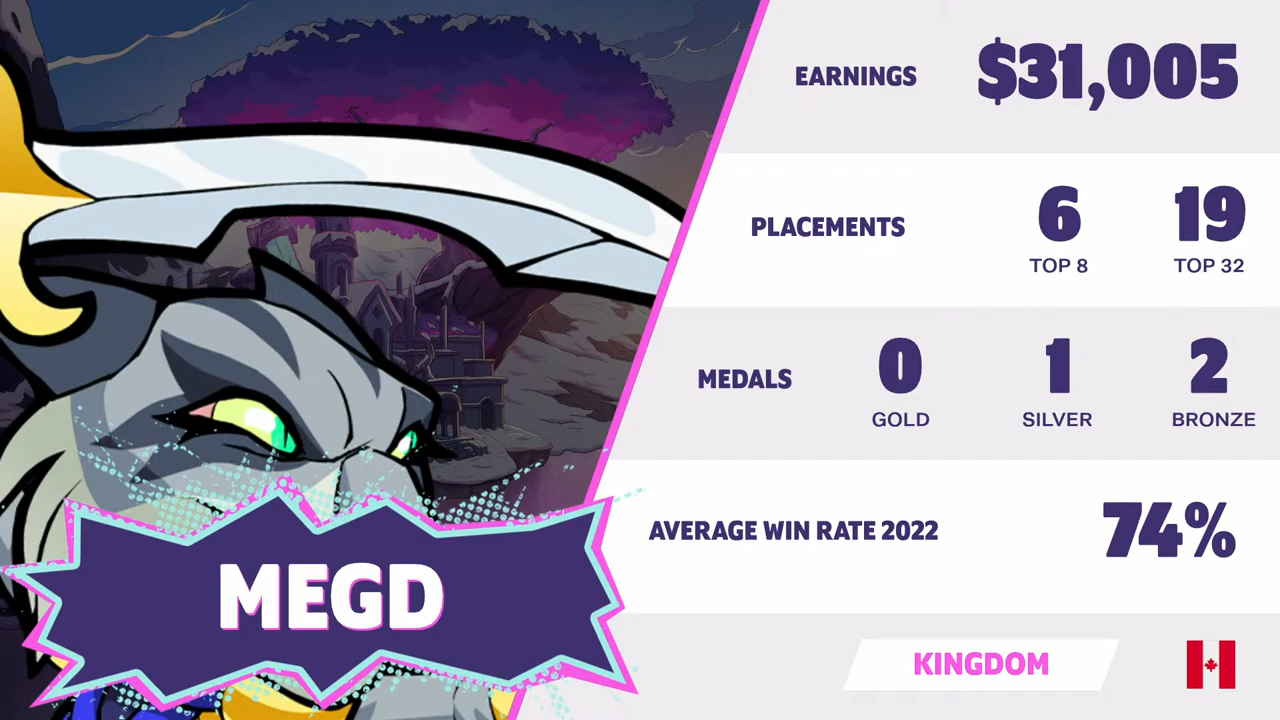 EARNINGS $31,005
PLACEMENTS 6 19
TOP 8 TOP 32
MEDALS 0 1 2
GOLD SILVER BRONZE
AVERAGE WIN RATE 2022 74%
MEGD
KINGDOM